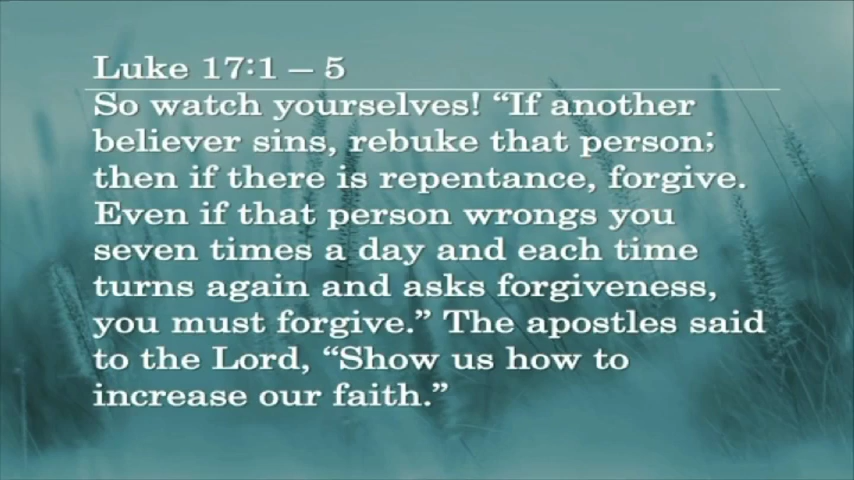 Luke 17:1 – 5
So watch yourselves! “If another
believer sins, rebuke that person;
then if there is repentance, forgive.
Even if that person wrongs you
seven times a day and each time
turns again and asks forgiveness,
you must forgive.” The apostles said
to the Lord, “Show us how to
increase our faith.”